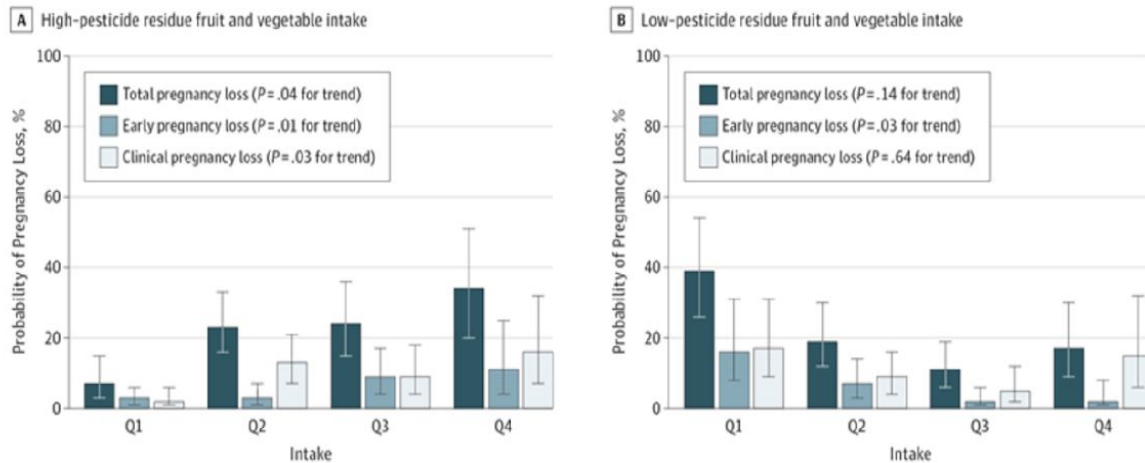 A High-pesticide residue fruit and vegetable intake
100
80
60
40
20
0
Probability of Pregnancy Loss, %
Total pregnancy loss (P = .04 for trend)
Early pregnancy loss (P = .01 for trend)
Clinical pregnancy loss (P = .03 for trend)
Q1 Q2 Q3 Q4
Intake
B Low-pesticide residue fruit and vegetable intake
100
80
60
40
20
0
Probability of Pregnancy Loss, %
Total pregnancy loss (P = .14 for trend)
Early pregnancy loss (P = .03 for trend)
Clinical pregnancy loss (P = .64 for trend)
Q1 Q2 Q3 Q4
Intake